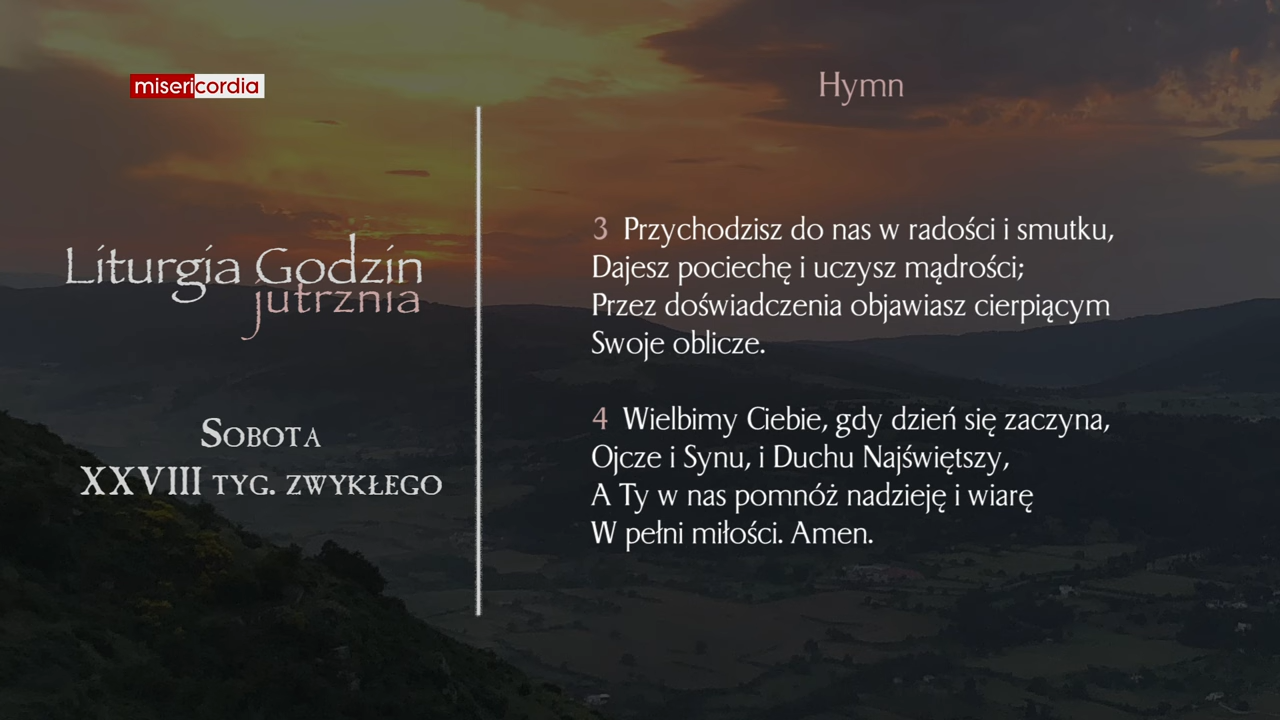 misericordia
Liturgia Godzin
jutrznia
Sobota
XXVIII tyg. zwykłego
Hymn
3 Przychodzisz do nas w radości i smutku,
Dajesz pociechę i uczysz mądrości;
Przez doświadczenia objawiasz cierpiącym
Swoje oblicze.
4 Wielbimy Ciebie, gdy dzień się zaczyna,
Ojcze i Synu, i Duchu Najświętszy,
A Ty w nas pomnóż nadzieję i wiarę
W pełni miłości. Amen.